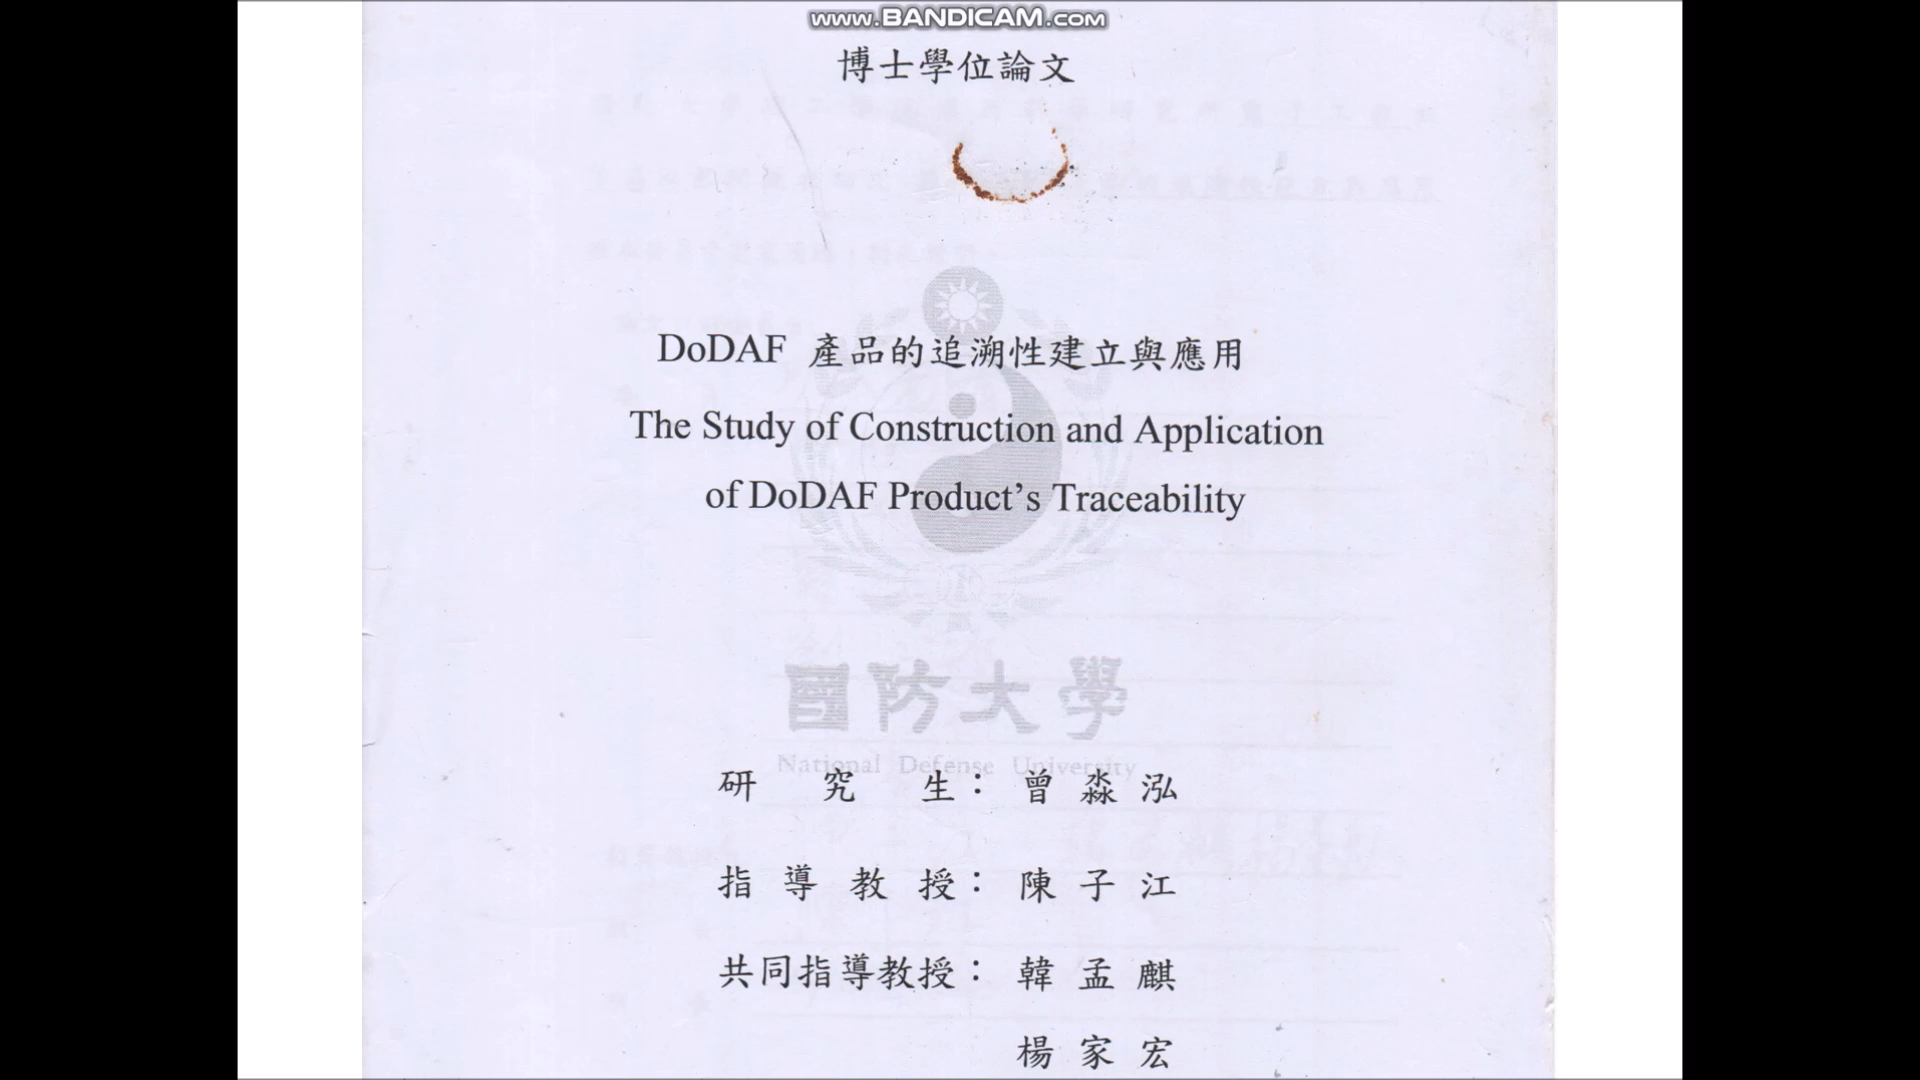 www.BANDICAM.com
博士學位論文
DoDAF 產品的追溯性建立與應用
The Study of Construction and Application
of DoDAF Product's Traceability
國防大學
National Defense University
研究生：曾淼泓
指導教授：陳子江
共同指導教授：韓孟麒
楊家宏